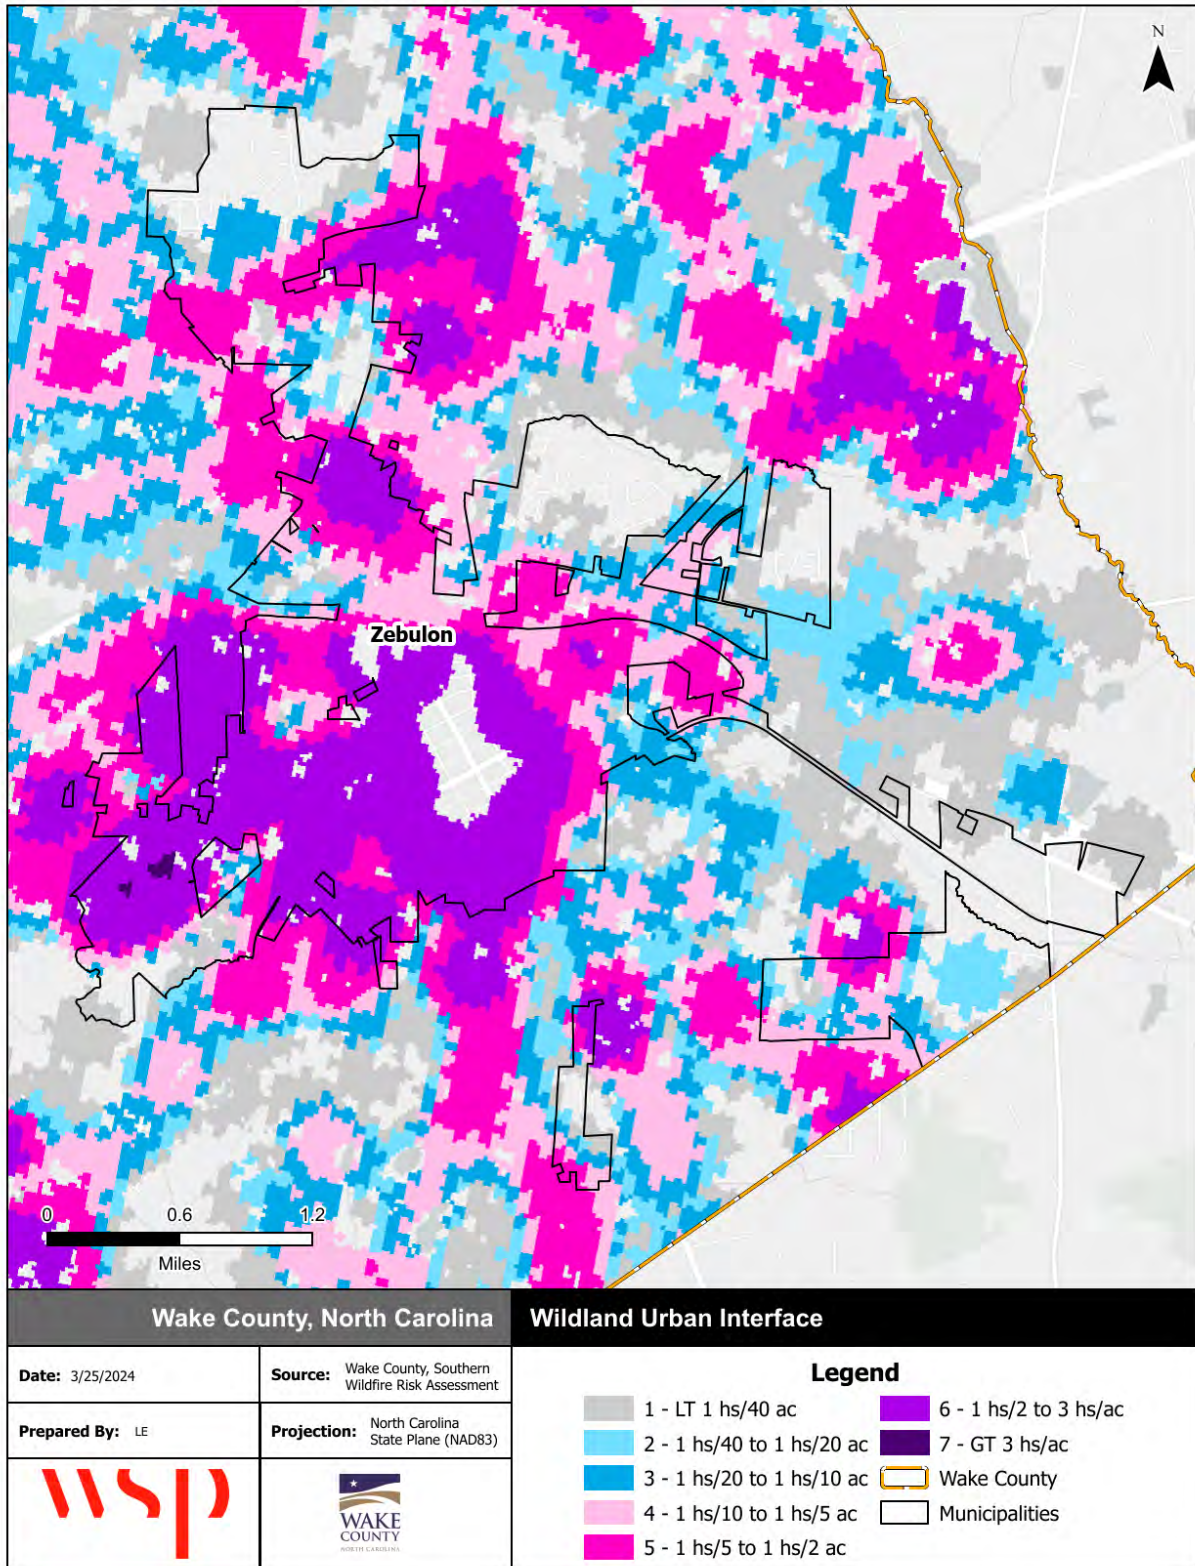 N
Zebulon
0 0.6 1.2
Miles
Wake County, North Carolina
Wildland Urban Interface
Date: 3/25/2024
Source: Wake County, Southern
Wildfire Risk Assessment
Prepared By: LE
Projection: North Carolina
State Plane (NAD83)
wsp
WAKE
COUNTY
NORTH CAROLINA
Legend
1 - LT 1 hs/40 ac
2 - 1 hs/40 to 1 hs/20 ac
3 - 1 hs/20 to 1 hs/10 ac
4 - 1 hs/10 to 1 hs/5 ac
5 - 1 hs/5 to 1 hs/2 ac
6 - 1 hs/2 to 3 hs/ac
7 - GT 3 hs/ac
Wake County
Municipalities